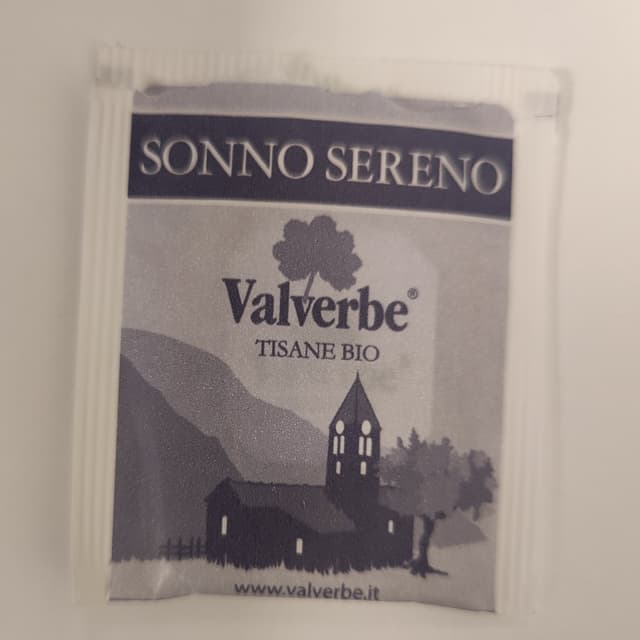 SONNO SERENO
Valverbe®
TISANE BIO
www.valverbe.it